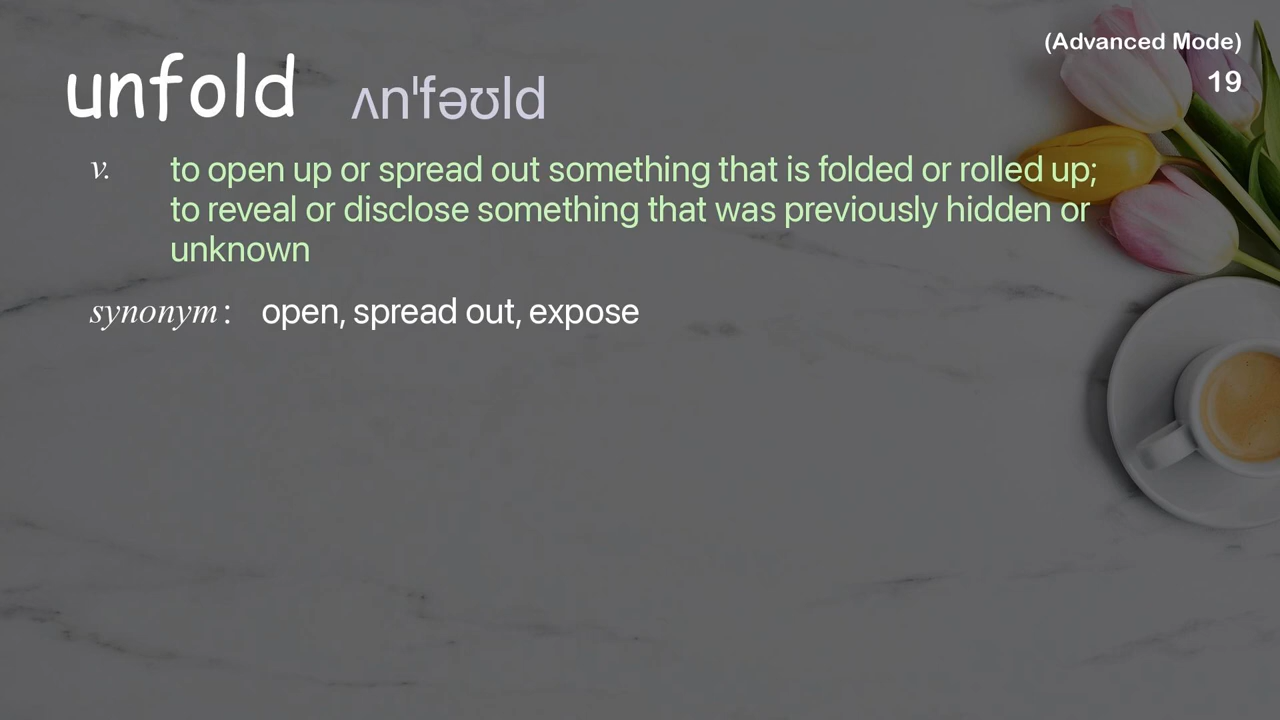 (Advanced Mode)
19
unfold ʌnˈfəʊld
v. to open up or spread out something that is folded or rolled up;
to reveal or disclose something that was previously hidden or
unknown
synonym: open, spread out, expose